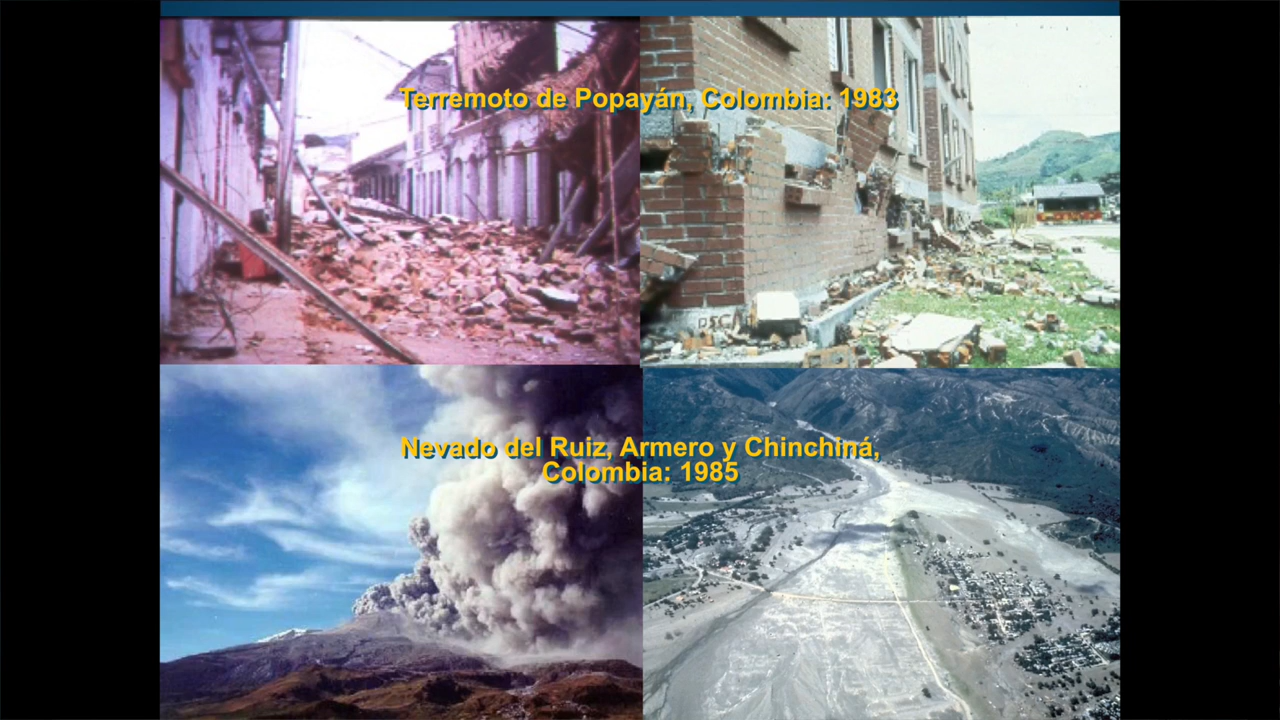 Terremoto de Popayán, Colombia: 1983
Nevado del Ruiz, Armero y Chinchiná,
Colombia: 1985